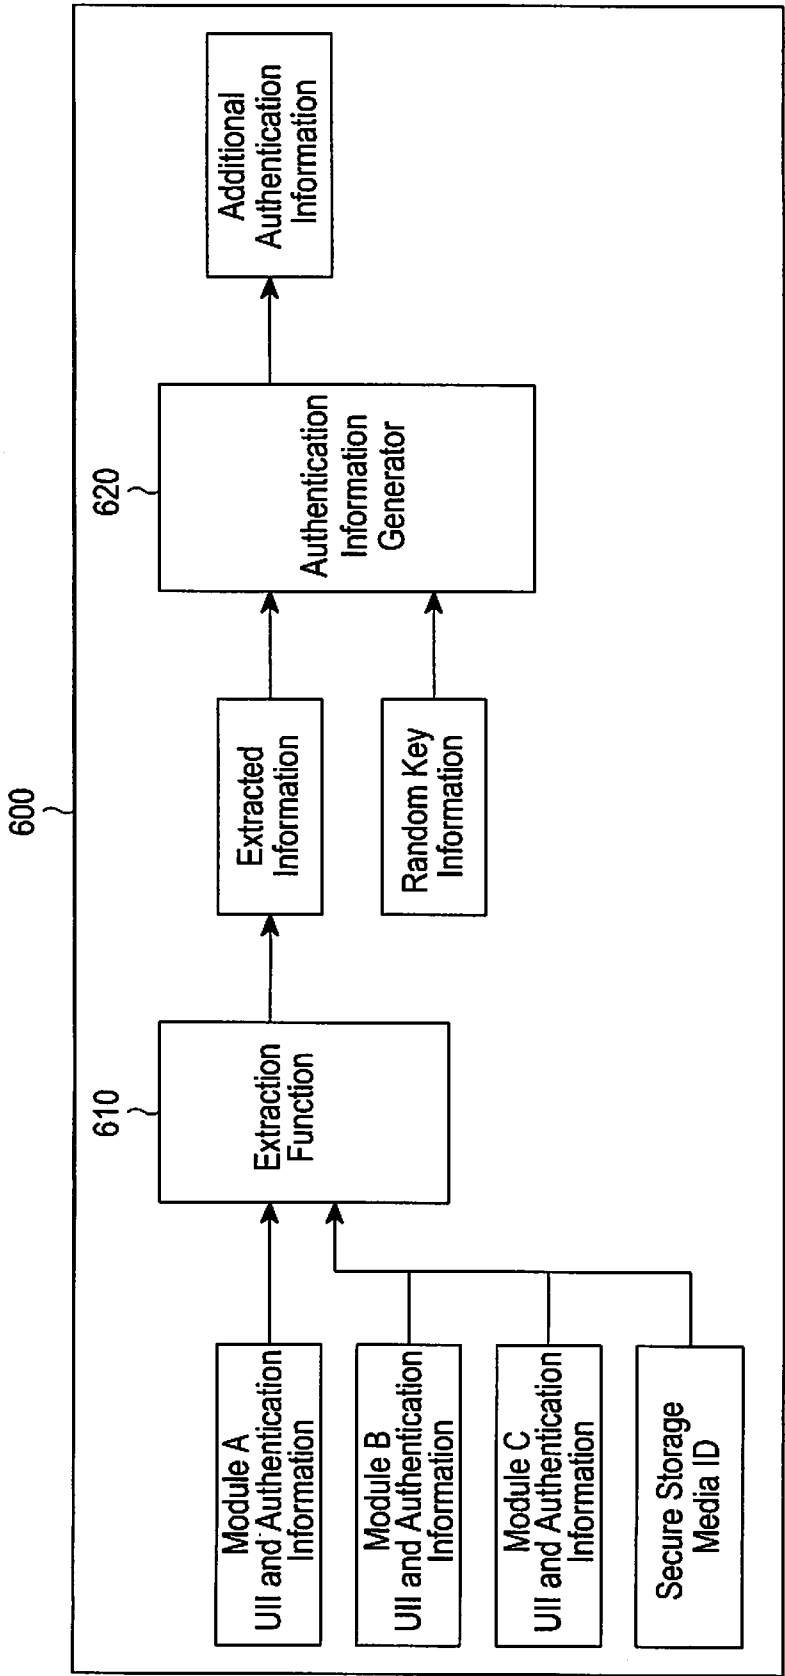 600
Module A
UII and Authentication
Information
Module B
UII and Authentication
Information
Module C
UII and Authentication
Information
Secure Storage
Media ID
610
Extraction
Function
Extracted
Information
Random Key
Information
620
Authentication
Information
Generator
Additional
Authentication
Information